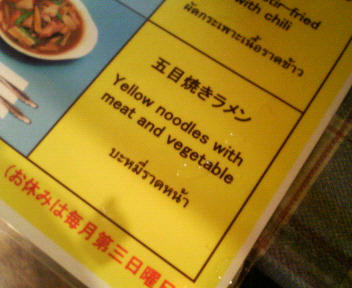 -fried
with chili
ผัดกระเพาะเนื้อราดข้าว
五目焼きラメン
Yellow noodles with
meat and vegetable
บะหมี่ราดหน้า
(お休みは毎月第三日曜日